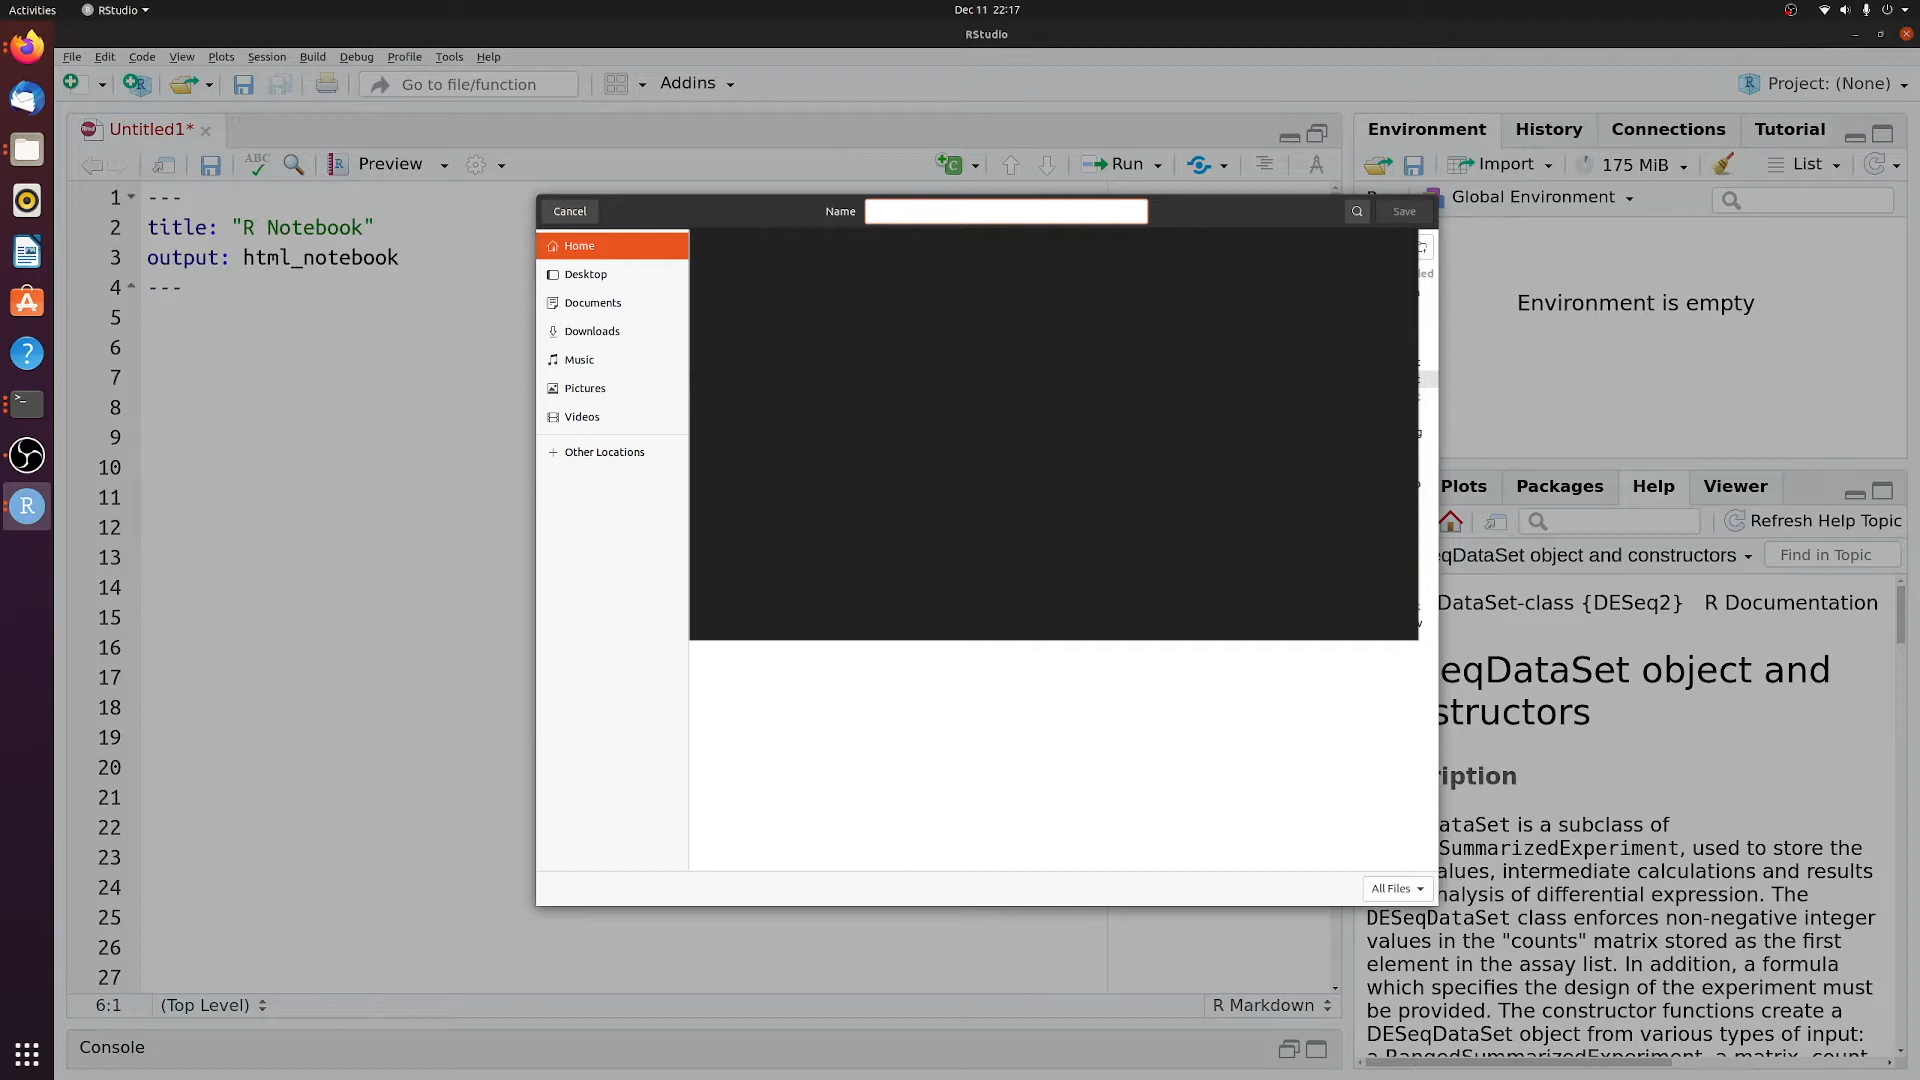 Activities RStudio Dec 11 22:17
RStudio
File Edit Code View Plots Session Build Debug Profile Tools Help
Go to file/function Addins Project: (None)
Untitled1*
ABC Preview Run
1 ---
2 title: "R Notebook"
3 output: html_notebook
4 ---
5
6
7
8
9
10
11
12
13
14
15
16
17
18
19
20
21
22
23
24
25
26
27
6:1 (Top Level) R Markdown
Console
Cancel Name Save
Home
Desktop
Documents
Downloads
Music
Pictures
Videos
Other Locations
All Files
Environment History Connections Tutorial
Import 175 MiB List
Global Environment
Environment is empty
Plots Packages Help Viewer
Refresh Help Topic
eqDataSet object and constructors Find in Topic
DataSet-class {DESeq2} R Documentation
eqDataSet object and
structors
ription
ataSet is a subclass of
SummarizedExperiment, used to store the
alues, intermediate calculations and results
nalysis of differential expression. The
DESeqDataSet class enforces non-negative integer
values in the "counts" matrix stored as the first
element in the assay list. In addition, a formula
which specifies the design of the experiment must
be provided. The constructor functions create a
DESeqDataSet object from various types of input:
a RangedSummarizedExperiment, a matrix, count